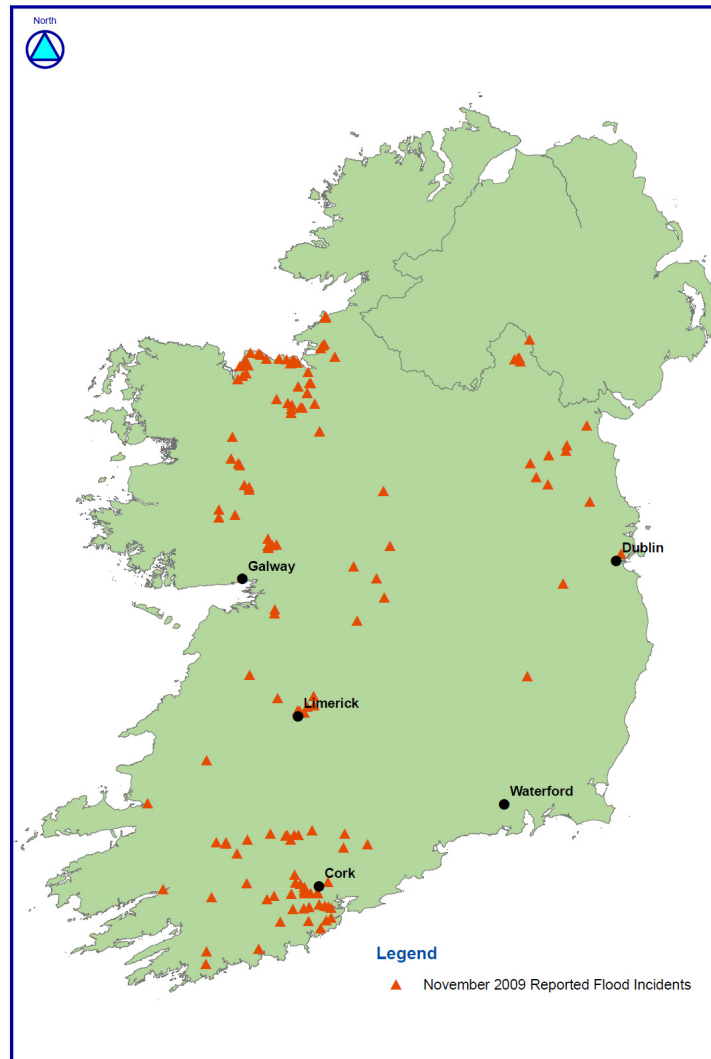 North
Dublin
Galway
Limerick
Waterford
Cork
Legend
November 2009 Reported Flood Incidents